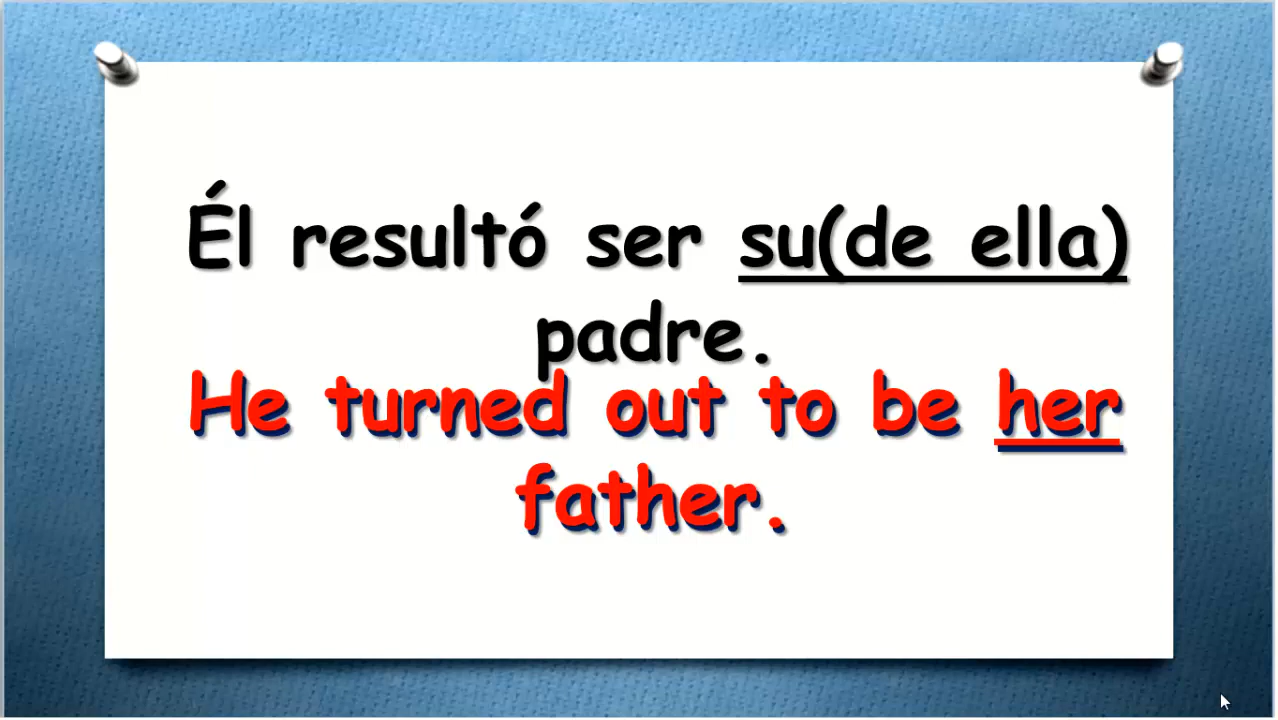 Él resultó ser su(de ella)
padre.
He turned out to be her
father.